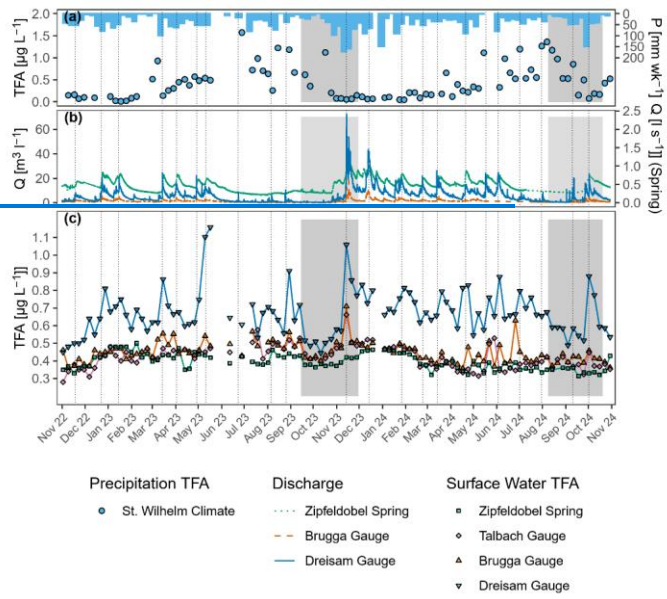 (a)
2.0
1.5
1.0
0.5
0.0
TFA [µg L⁻¹]
0
50
100
150
200
P [mm wk⁻¹]
(b)
60
40
20
0
Q [m³ l⁻¹]
2.5
2.0
1.5
1.0
0.5
0.0
Q [l s⁻¹]] (Spring)
(c)
1.1
1.0
0.9
0.8
0.7
0.6
0.5
0.4
0.3
TFA [µg L⁻¹]]
Nov 22 Dec 22 Jan 23 Feb 23 Mar 23 Apr 23 May 23 Jun 23 Jul 23 Aug 23 Sep 23 Oct 23 Nov 23 Dec 23 Jan 24 Feb 24 Mar 24 Apr 24 May 24 Jun 24 Jul 24 Aug 24 Sep 24 Oct 24 Nov 24
Precipitation TFA
St. Wilhelm Climate
Discharge
Zipfeldobel Spring
Brugga Gauge
Dreisam Gauge
Surface Water TFA
Zipfeldobel Spring
Talbach Gauge
Brugga Gauge
Dreisam Gauge